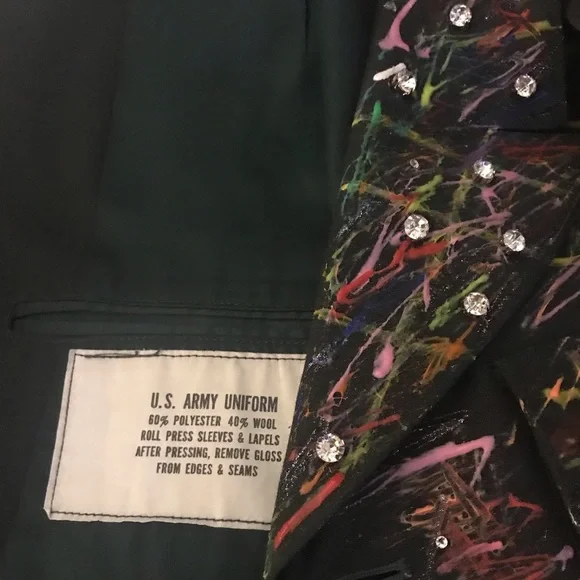 U.S. ARMY UNIFORM
60% POLYESTER 40% WOOL
ROLL PRESS SLEEVES & LAPELS
AFTER PRESSING, REMOVE GLOSS
FROM EDGES & SEAMS